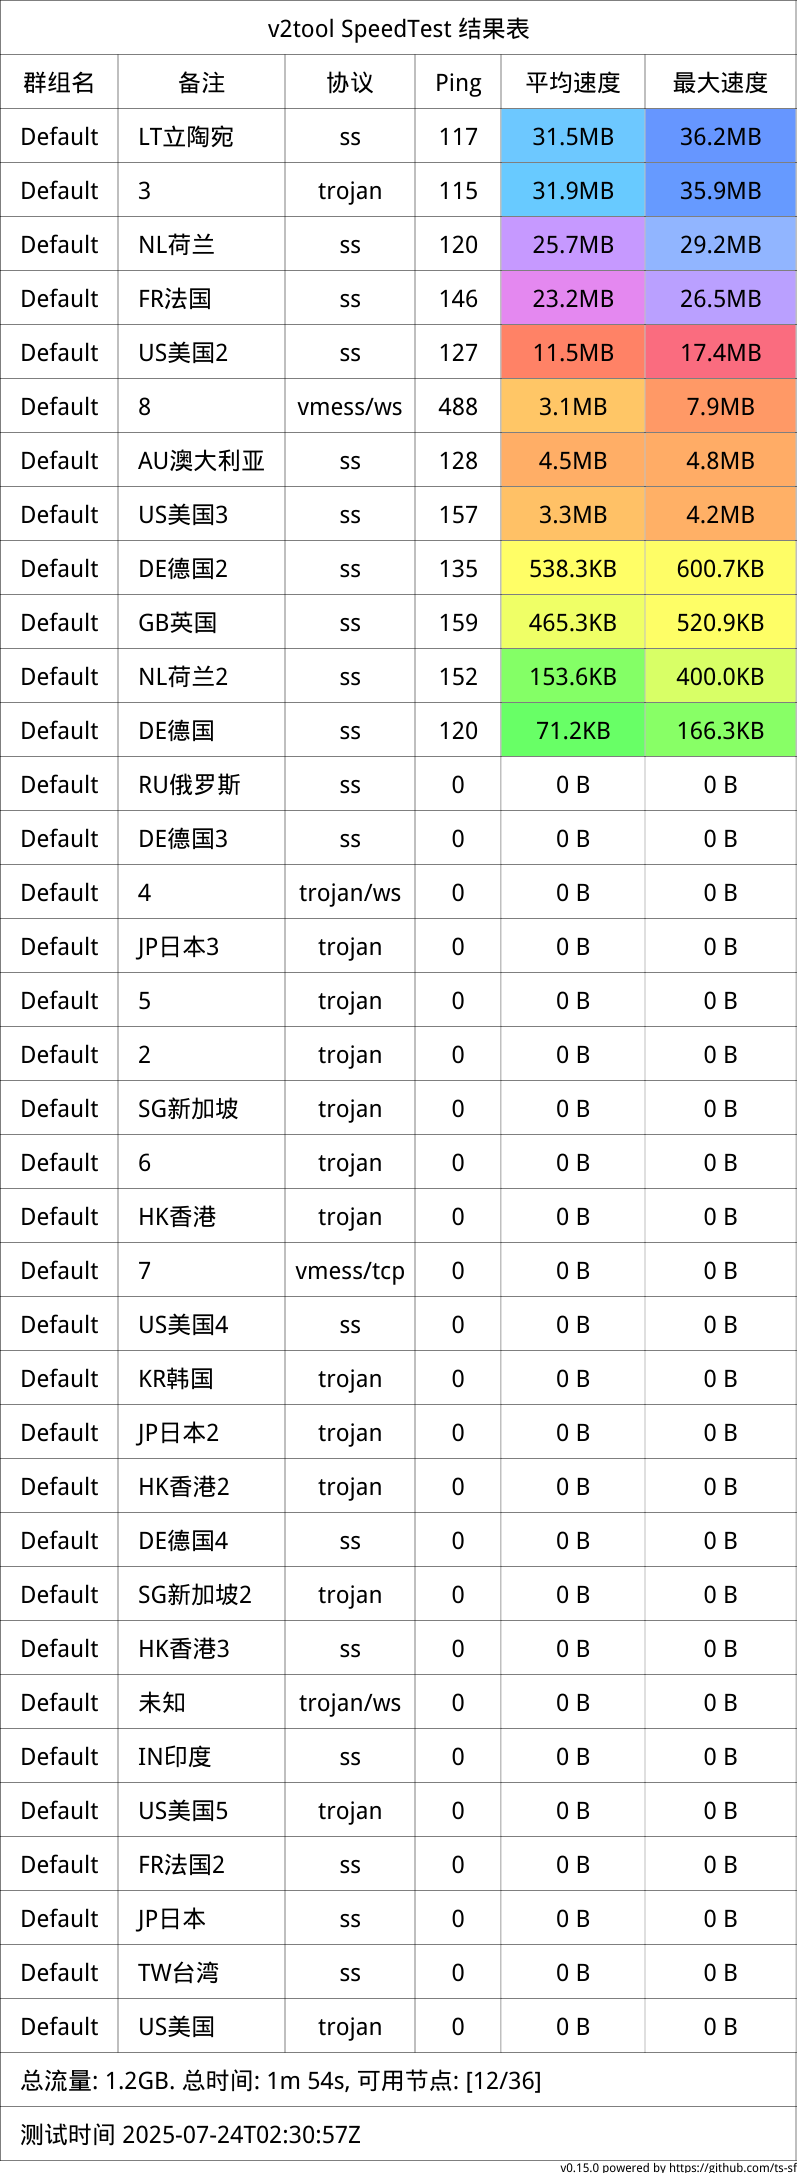 v2tool SpeedTest 结果表
群组名 备注 协议 Ping 平均速度 最大速度
Default LT立陶宛 ss 117 31.5MB 36.2MB
Default 3 trojan 115 31.9MB 35.9MB
Default NL荷兰 ss 120 25.7MB 29.2MB
Default FR法国 ss 146 23.2MB 26.5MB
Default US美国2 ss 127 11.5MB 17.4MB
Default 8 vmess/ws 488 3.1MB 7.9MB
Default AU澳大利亚 ss 128 4.5MB 4.8MB
Default US美国3 ss 157 3.3MB 4.2MB
Default DE德国2 ss 135 538.3KB 600.7KB
Default GB英国 ss 159 465.3KB 520.9KB
Default NL荷兰2 ss 152 153.6KB 400.0KB
Default DE德国 ss 120 71.2KB 166.3KB
Default RU俄罗斯 ss 0 0 B 0 B
Default DE德国3 ss 0 0 B 0 B
Default 4 trojan/ws 0 0 B 0 B
Default JP日本3 trojan 0 0 B 0 B
Default 5 trojan 0 0 B 0 B
Default 2 trojan 0 0 B 0 B
Default SG新加坡 trojan 0 0 B 0 B
Default 6 trojan 0 0 B 0 B
Default HK香港 trojan 0 0 B 0 B
Default 7 vmess/tcp 0 0 B 0 B
Default US美国4 ss 0 0 B 0 B
Default KR韩国 trojan 0 0 B 0 B
Default JP日本2 trojan 0 0 B 0 B
Default HK香港2 trojan 0 0 B 0 B
Default DE德国4 ss 0 0 B 0 B
Default SG新加坡2 trojan 0 0 B 0 B
Default HK香港3 ss 0 0 B 0 B
Default 未知 trojan/ws 0 0 B 0 B
Default IN印度 ss 0 0 B 0 B
Default US美国5 trojan 0 0 B 0 B
Default FR法国2 ss 0 0 B 0 B
Default JP日本 ss 0 0 B 0 B
Default TW台湾 ss 0 0 B 0 B
Default US美国 trojan 0 0 B 0 B
总流量: 1.2GB. 总时间: 1m 54s, 可用节点: [12/36]
测试时间 2025-07-24T02:30:57Z
v0.15.0 powered by https://github.com/ts-sf